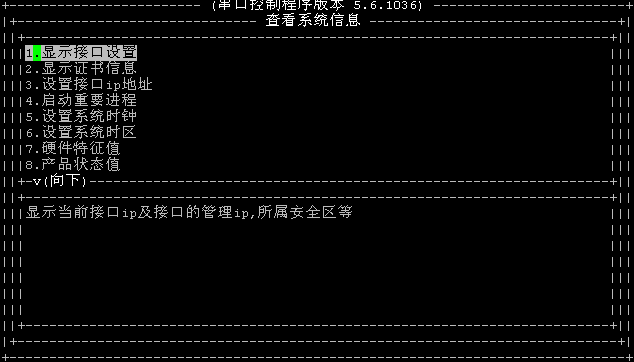 (串口控制程序版本 5.6.1036)
查看系统信息
1.显示接口设置
2.显示证书信息
3.设置接口ip地址
4.启动重要进程
5.设置系统时钟
6.设置系统时区
7.硬件特征值
8.产品状态值
v(向下)
显示当前接口ip及接口的管理ip,所属安全区等